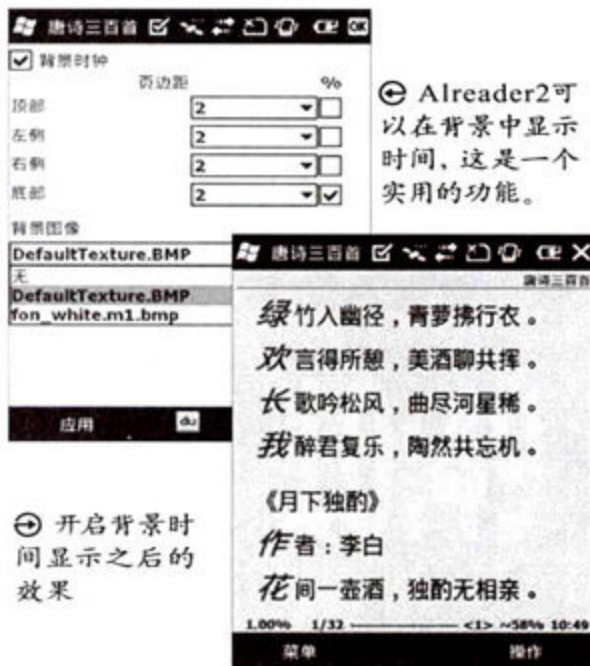 唐诗三百首 OK
背景时钟
页边距 %
顶部 2
左侧 2
右侧 2
底部 2
背景图像
DefaultTexture.BMP
无
DefaultTexture.BMP
fon_white.m1.bmp
应用 du
Alreader2可
以在背景中显示
时间、这是一个
实用的功能。
唐诗三百首
唐诗三百首
绿竹入幽径，青萝拂行衣。
欢言得所憩，美酒聊共挥。
长歌吟松风，曲尽河星稀。
我醉君复乐，陶然共忘机。
《月下独酌》
作者：李白
花间一壶酒，独酌无相亲。
1.00% 1/32 <1> ~58% 10:49
菜单 操作
开启背景时
间显示之后的
效果